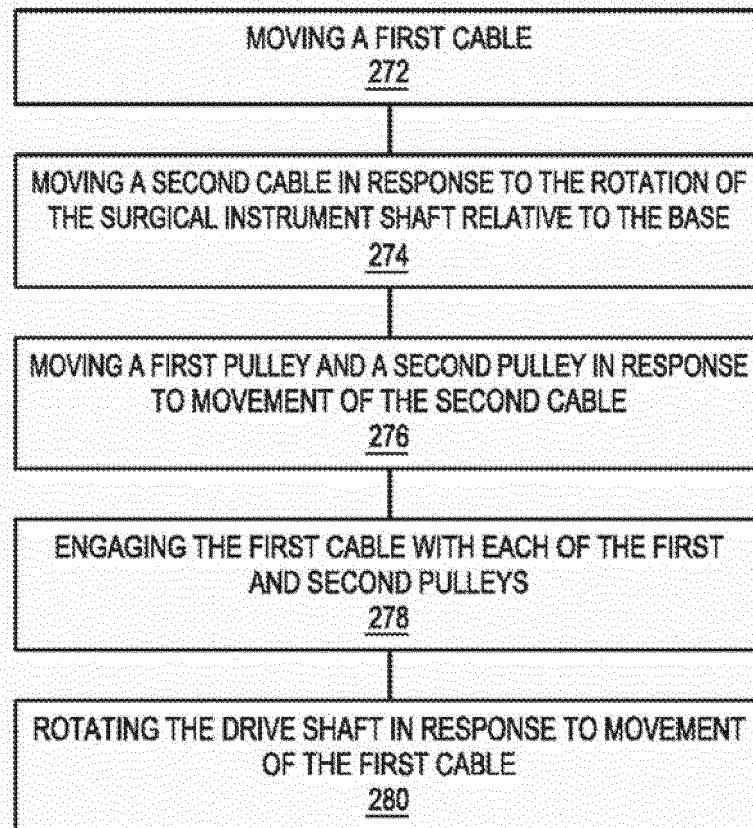 MOVING A FIRST CABLE
272
MOVING A SECOND CABLE IN RESPONSE TO THE ROTATION OF
THE SURGICAL INSTRUMENT SHAFT RELATIVE TO THE BASE
274
MOVING A FIRST PULLEY AND A SECOND PULLEY IN RESPONSE
TO MOVEMENT OF THE SECOND CABLE
276
ENGAGING THE FIRST CABLE WITH EACH OF THE FIRST
AND SECOND PULLEYS
278
ROTATING THE DRIVE SHAFT IN RESPONSE TO MOVEMENT
OF THE FIRST CABLE
280